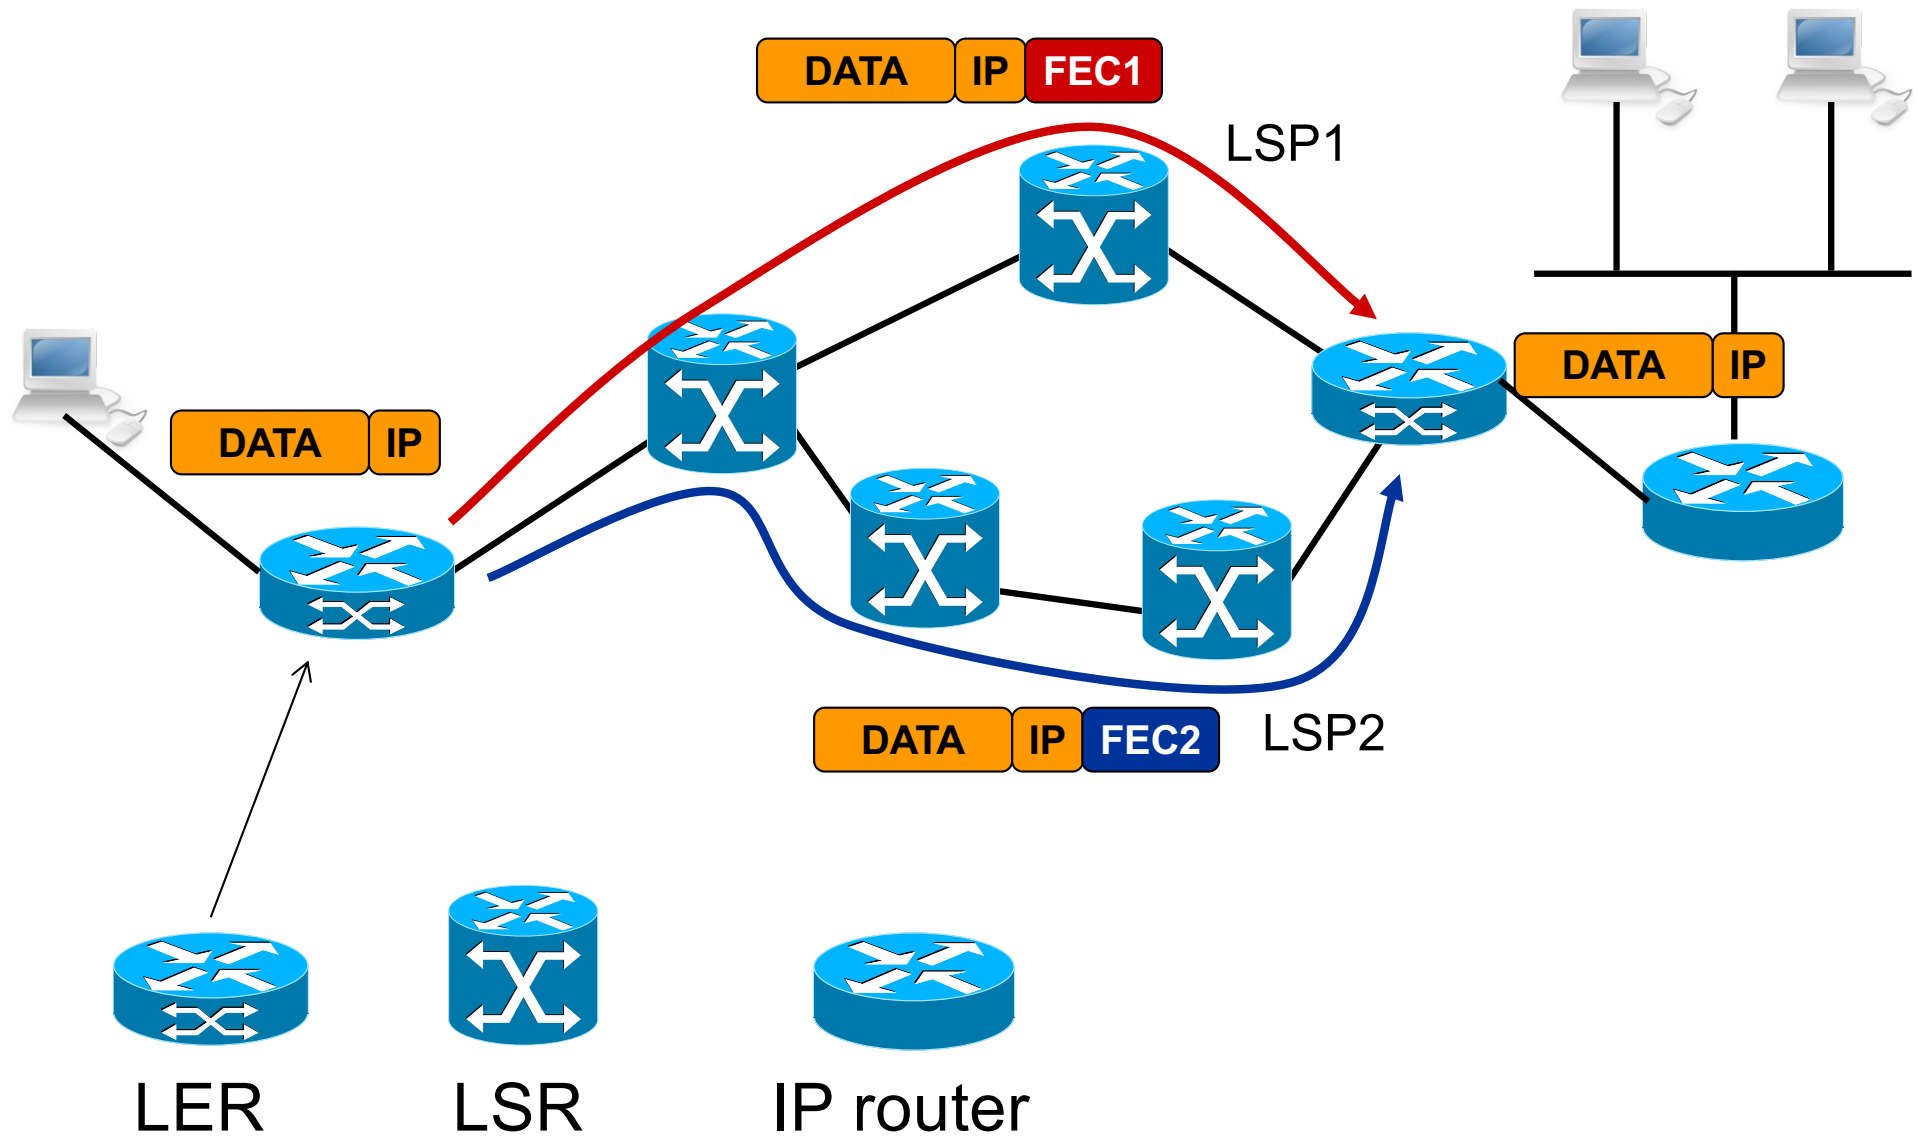 DATA IP FEC1
LSP1
DATA IP
DATA IP
DATA IP FEC2
LSP2
LER
LSR
IP router